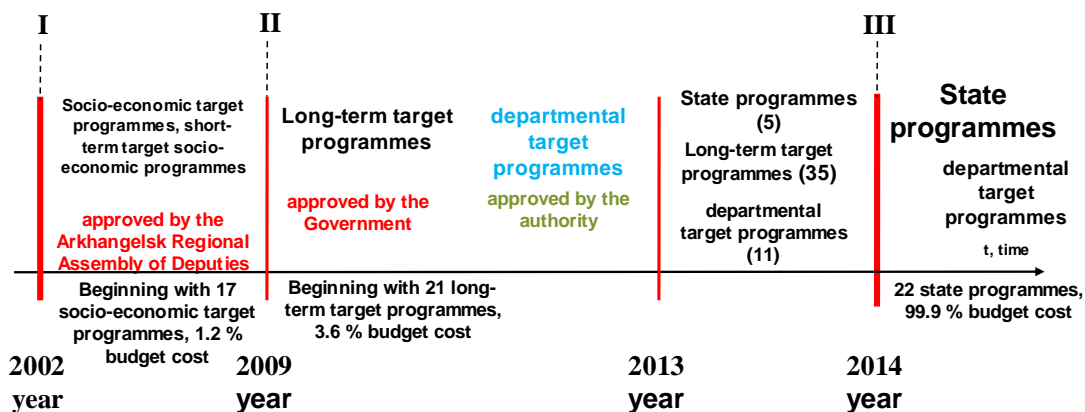 I
II
III
Socio-economic target
programmes, short-
term target socio-
economic programmes
approved by the
Arkhangelsk Regional
Assembly of Deputies
Long-term target
programmes
approved by the
Government
departmental
target
programmes
approved by the
authority
State programmes
(5)
Long-term target
programmes (35)
departmental
target programmes
(11)
State
programmes
departmental
target
programmes
t, time
Beginning with 17
socio-economic target
programmes, 1.2 %
budget cost
Beginning with 21 long-
term target programmes,
3.6 % budget cost
22 state programmes,
99.9 % budget cost
2002
year
2009
year
2013
year
2014
year